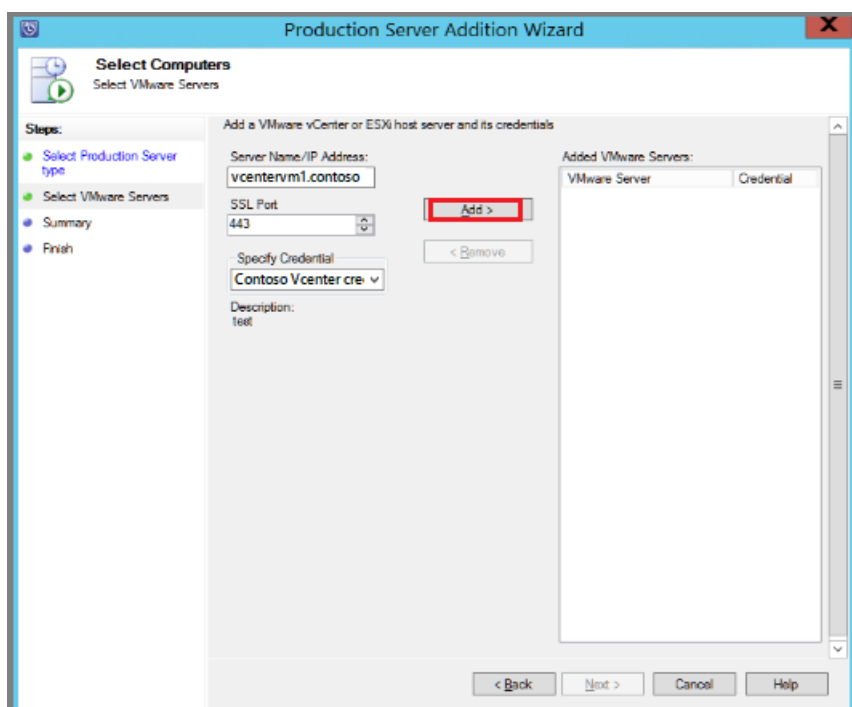 Production Server Addition Wizard
X
Select Computers
Select VMware Servers
Steps:
Select Production Server
type
Select VMware Servers
Summary
Finish
Add a VMware vCenter or ESXi host server and its credentials
Server Name/IP Address:
vcentervm1.contoso
SSL Port
443
Specify Credential
Contoso Vcenter cre
Description:
test
Add >
< Remove
Added VMware Servers:
VMware Server Credential
< Back Next > Cancel Help